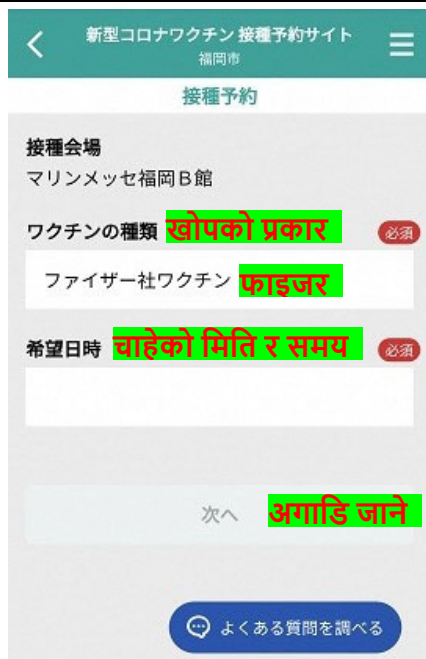 新型コロナワクチン 接種予約サイト
福岡市
接種予約
接種会場
マリンメッセ福岡B館
ワクチンの種類 खोपको प्रकार 必須
ファイザー社ワクチン फाइजर
希望日時 चाहेको मिति र समय 必須
次へ अगाडि जाने
よくある質問を調べる